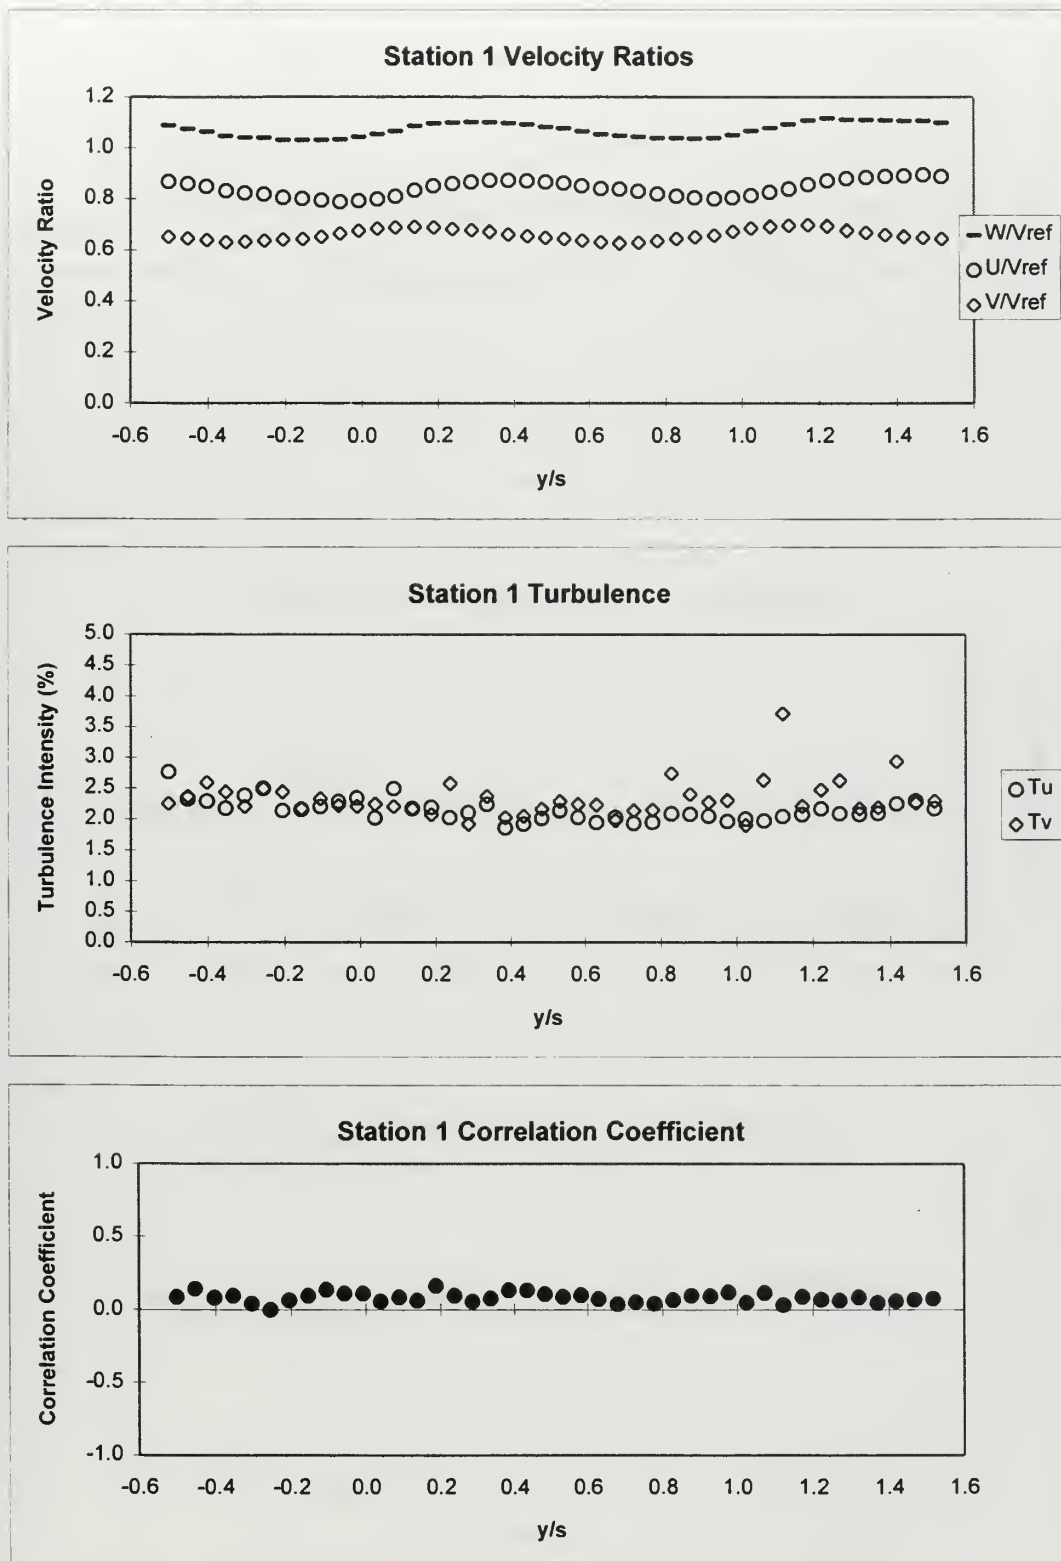 Station 1 Velocity Ratios
1.2
1.0
0.8
0.6
0.4
0.2
0.0
Velocity Ratio
-0.6 -0.4 -0.2 0.0 0.2 0.4 0.6 0.8 1.0 1.2 1.4 1.6
y/s
W/Vref
U/Vref
V/Vref
Station 1 Turbulence
5.0
4.5
4.0
3.5
3.0
2.5
2.0
1.5
1.0
0.5
0.0
Turbulence Intensity (%)
-0.6 -0.4 -0.2 0.0 0.2 0.4 0.6 0.8 1.0 1.2 1.4 1.6
y/s
Tu
Tv
Station 1 Correlation Coefficient
1.0
0.5
0.0
-0.5
-1.0
Correlation Coefficient
-0.6 -0.4 -0.2 0.0 0.2 0.4 0.6 0.8 1.0 1.2 1.4 1.6
y/s